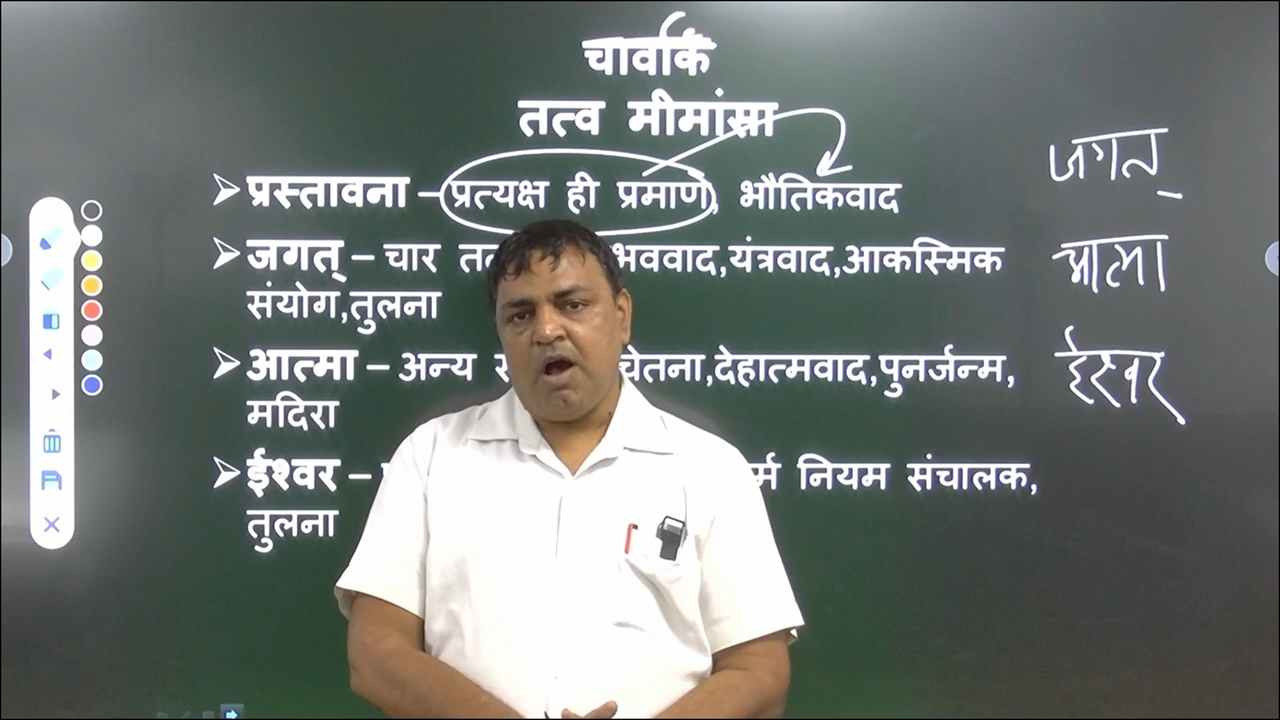 चार्वाक
तत्व मीमांसा
प्रस्तावना – प्रत्यक्ष ही प्रमाण, भौतिकवाद
जगत् – चार भववाद,यंत्रवाद,आकस्मिक
संयोग,तुलना
आत्मा – अन्य चेतना,देहात्मवाद,पुनर्जन्म,
मदिरा
ईश्वर – नियम संचालक,
तुलना
जगत्
आत्मा
ईश्वर